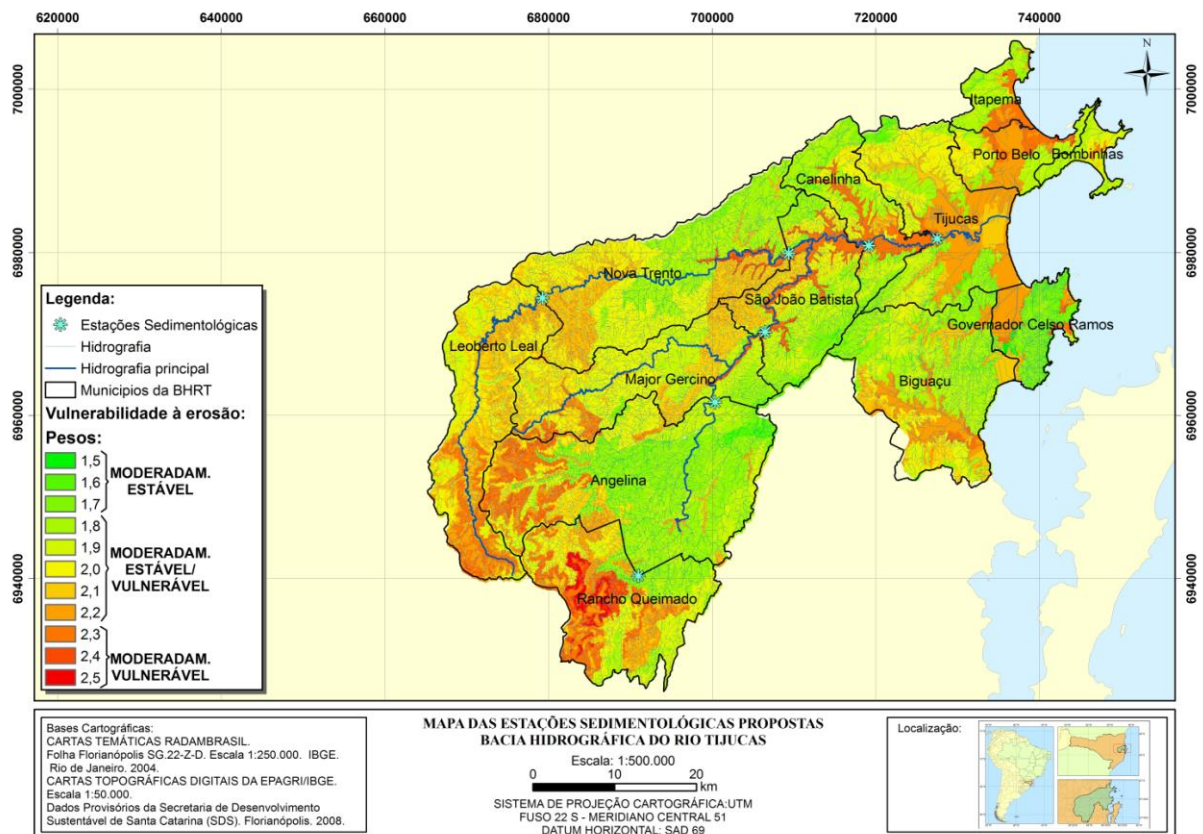 620000 640000 660000 680000 700000 720000 740000
7000000 7000000
6980000 6980000
6960000 6960000
6940000 6940000
N
Itapema
Porto Belo
Bombinhas
Canelinha
Tijucas
Nova Trento
São João Batista
Governador Celso Ramos
Leoberto Leal
Major Gercino
Biguaçu
Angelina
Rancho Queimado
Legenda:
Estações Sedimentológicas
Hidrografia
Hidrografia principal
Municipios da BHRT
Vulnerabilidade à erosão:
Pesos:
1,5
1,6
1,7
MODERADAM.
ESTÁVEL
1,8
1,9
2,0
2,1
2,2
MODERADAM.
ESTÁVEL/
VULNERÁVEL
2,3
2,4
2,5
MODERADAM.
VULNERÁVEL
Bases Cartográficas:
CARTAS TEMÁTICAS RADAMBRASIL.
Folha Florianópolis SG.22-Z-D. Escala 1:250.000. IBGE.
Rio de Janeiro. 2004.
CARTAS TOPOGRÁFICAS DIGITAIS DA EPAGRI/IBGE.
Escala 1:50.000.
Dados Provisórios da Secretaria de Desenvolvimento
Sustentável de Santa Catarina (SDS). Florianópolis. 2008.
MAPA DAS ESTAÇÕES SEDIMENTOLÓGICAS PROPOSTAS
BACIA HIDROGRÁFICA DO RIO TIJUCAS
Escala: 1:500.000
0 10 20
km
SISTEMA DE PROJEÇÃO CARTOGRÁFICA:UTM
FUSO 22 S - MERIDIANO CENTRAL 51
DATUM HORIZONTAL: SAD 69
Localização: